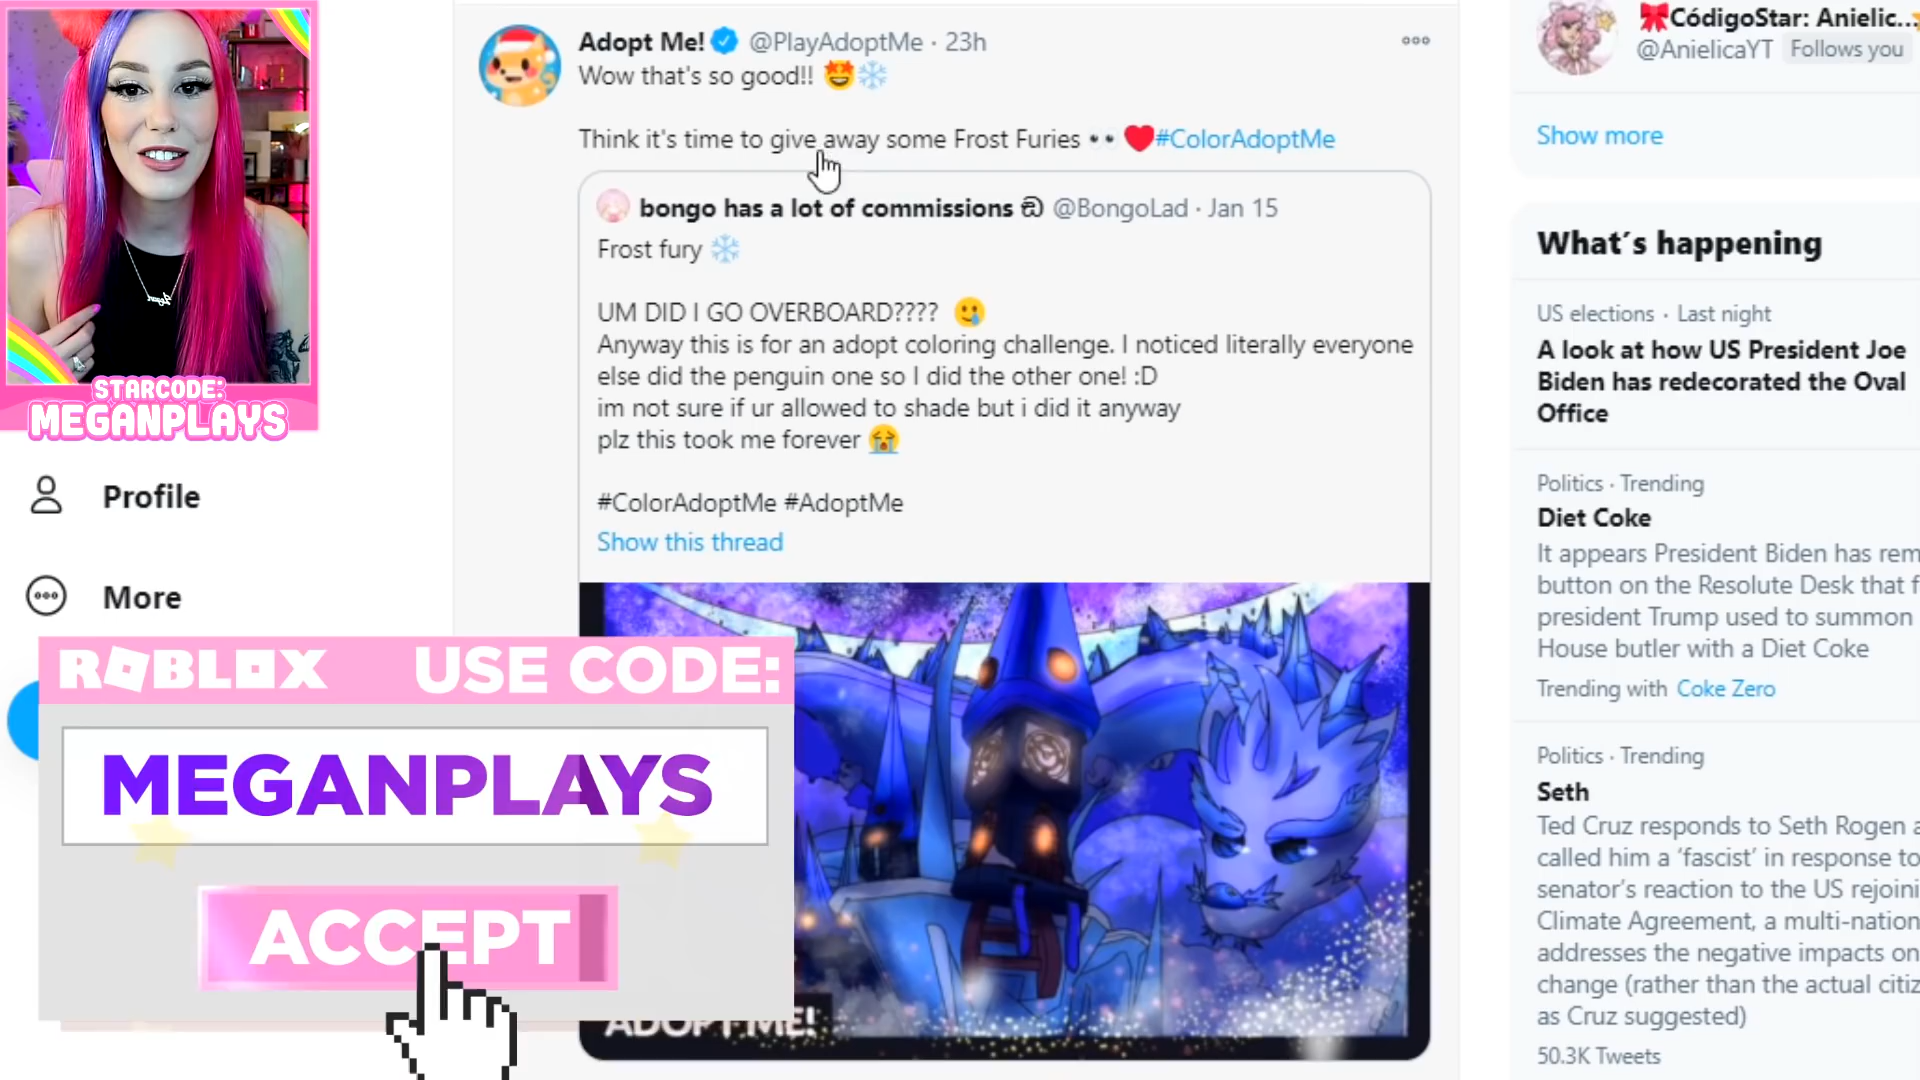 STARCODE:
MEGANPLAYS
Profile
More
ROBLOX USE CODE:
MEGANPLAYS
ACCEPT
Adopt Me! @PlayAdoptMe · 23h
Wow that's so good!! 🤩❄️
Think it's time to give away some Frost Furies 👀 ❤️#ColorAdoptMe
bongo has a lot of commissions ඞ @BongoLad · Jan 15
Frost fury ❄️
UM DID I GO OVERBOARD???? 🥲
Anyway this is for an adopt coloring challenge. I noticed literally everyone
else did the penguin one so I did the other one! :D
im not sure if ur allowed to shade but i did it anyway
plz this took me forever 😭
#ColorAdoptMe #AdoptMe
Show this thread
ADOPT ME!
🎀CódigoStar: Anielic...
@AnielicaYT Follows you
Show more
What´s happening
US elections · Last night
A look at how US President Joe
Biden has redecorated the Oval
Office
Politics · Trending
Diet Coke
It appears President Biden has rem
button on the Resolute Desk that f
president Trump used to summon
House butler with a Diet Coke
Trending with Coke Zero
Politics · Trending
Seth
Ted Cruz responds to Seth Rogen a
called him a ‘fascist’ in response to
senator’s reaction to the US rejoini
Climate Agreement, a multi-nation
addresses the negative impacts on
change (rather than the actual citiz
as Cruz suggested)
50.3K Tweets